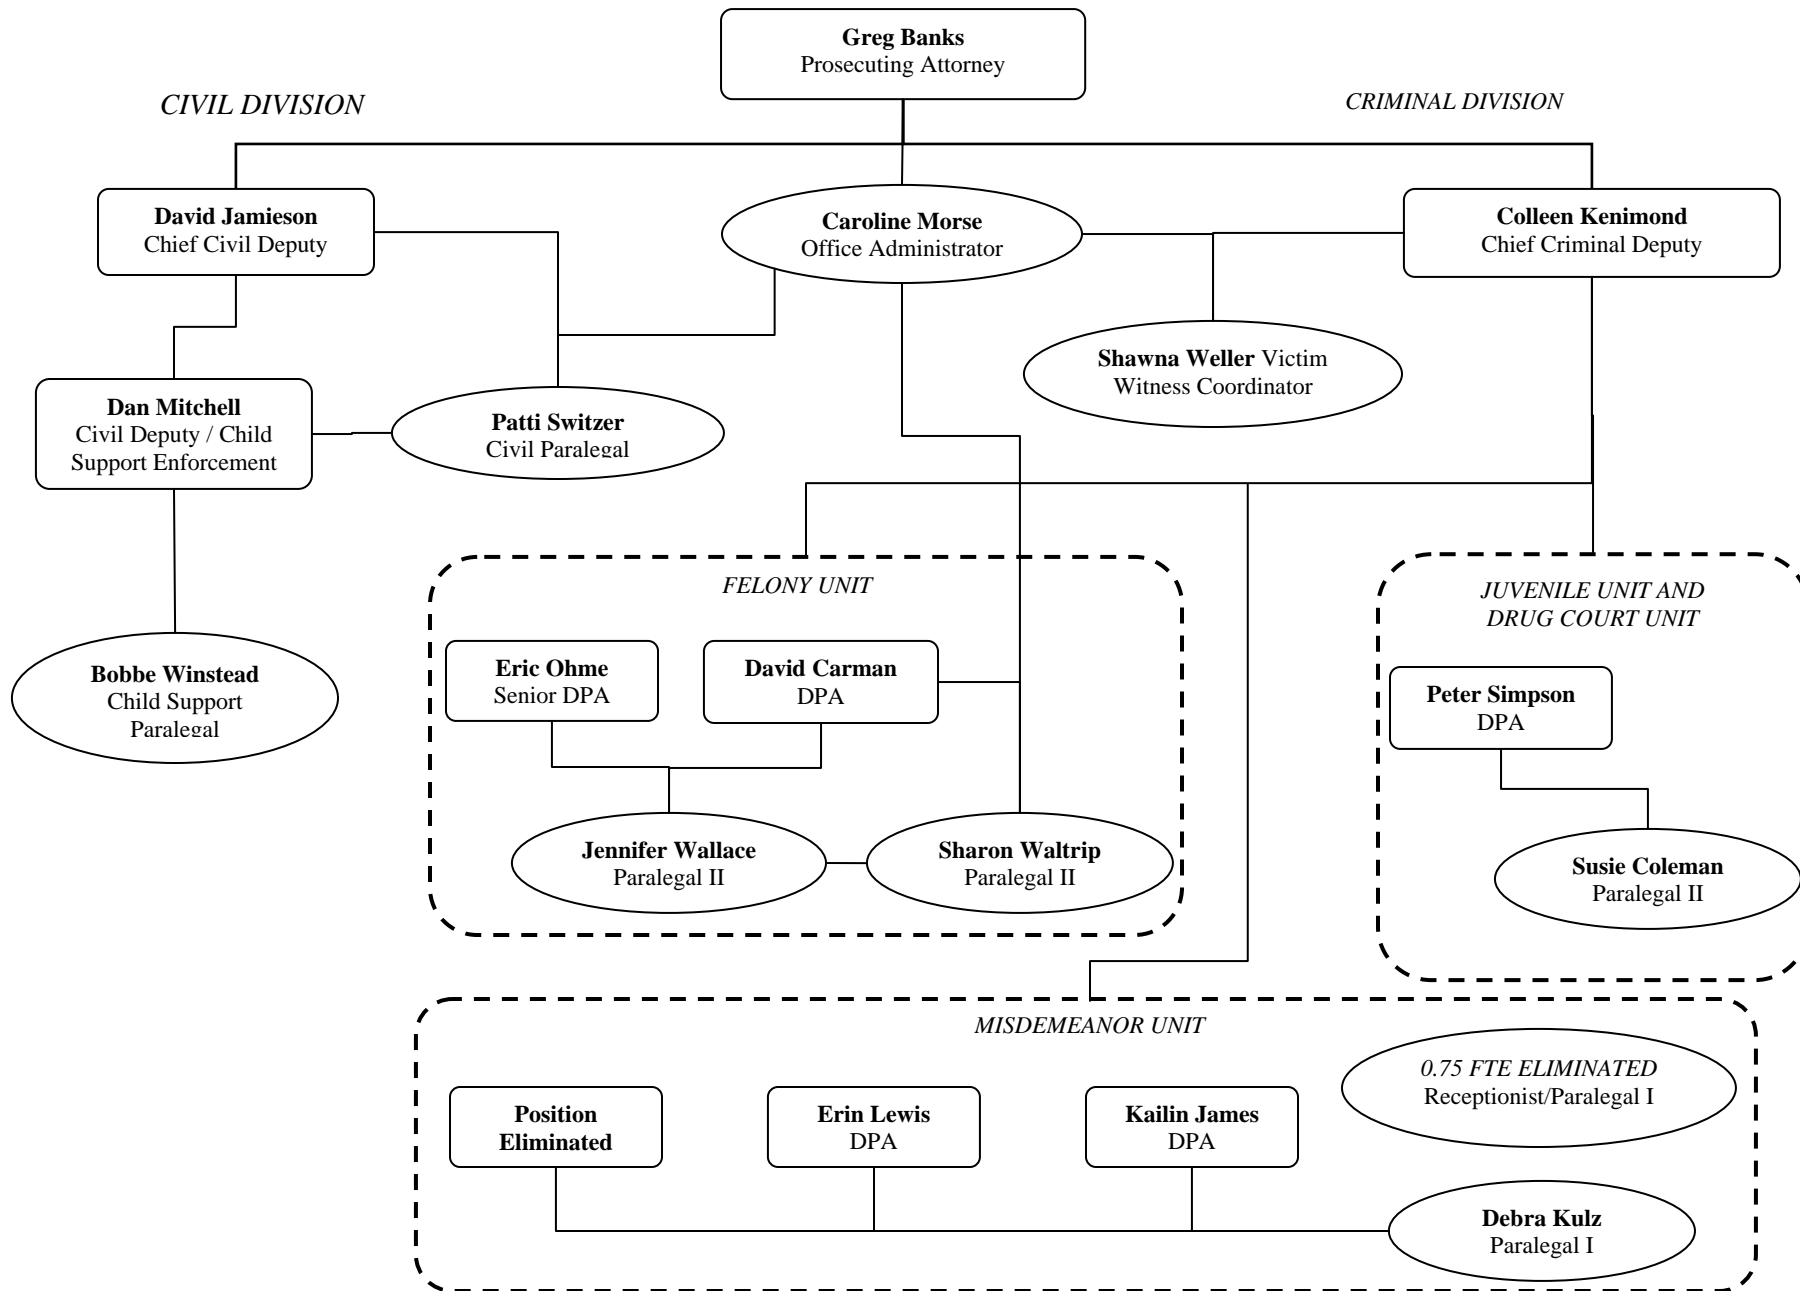 Greg Banks
Prosecuting Attorney
CIVIL DIVISION
CRIMINAL DIVISION
David Jamieson
Chief Civil Deputy
Caroline Morse
Office Administrator
Colleen Kenimond
Chief Criminal Deputy
Shawna Weller Victim
Witness Coordinator
Dan Mitchell
Civil Deputy / Child
Support Enforcement
Patti Switzer
Civil Paralegal
FELONY UNIT
JUVENILE UNIT AND
DRUG COURT UNIT
Eric Ohme
Senior DPA
David Carman
DPA
Bobbe Winstead
Child Support
Paralegal
Peter Simpson
DPA
Jennifer Wallace
Paralegal II
Sharon Waltrip
Paralegal II
Susie Coleman
Paralegal II
MISDEMEANOR UNIT
0.75 FTE ELIMINATED
Receptionist/Paralegal I
Position
Eliminated
Erin Lewis
DPA
Kailin James
DPA
Debra Kulz
Paralegal I